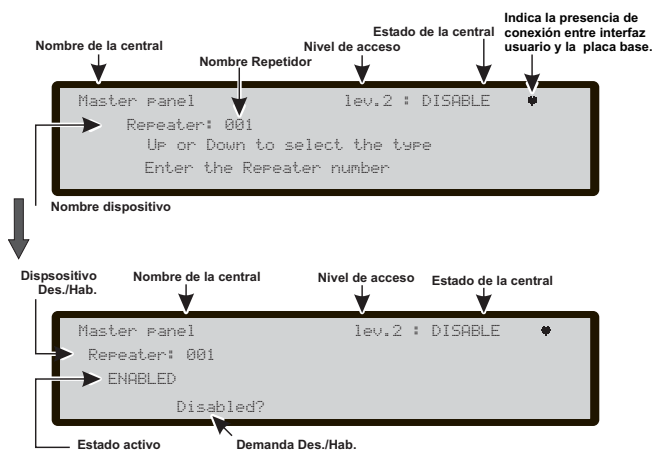 Indica la presencia de
conexión entre interfaz
usuario y la placa base.
Nombre de la central
Nombre Repetidor
Nivel de acceso
Estado de la central
Master panel lev.2 : DISABLE ♥
Repeater: 001
Up or Down to select the type
Enter the Repeater number
Nombre dispositivo
Dispsositivo
Des./Hab.
Nombre de la central
Nivel de acceso
Estado de la central
Master panel lev.2 : DISABLE ♥
Repeater: 001
ENABLED
Disabled?
Estado activo
Demanda Des./Hab.